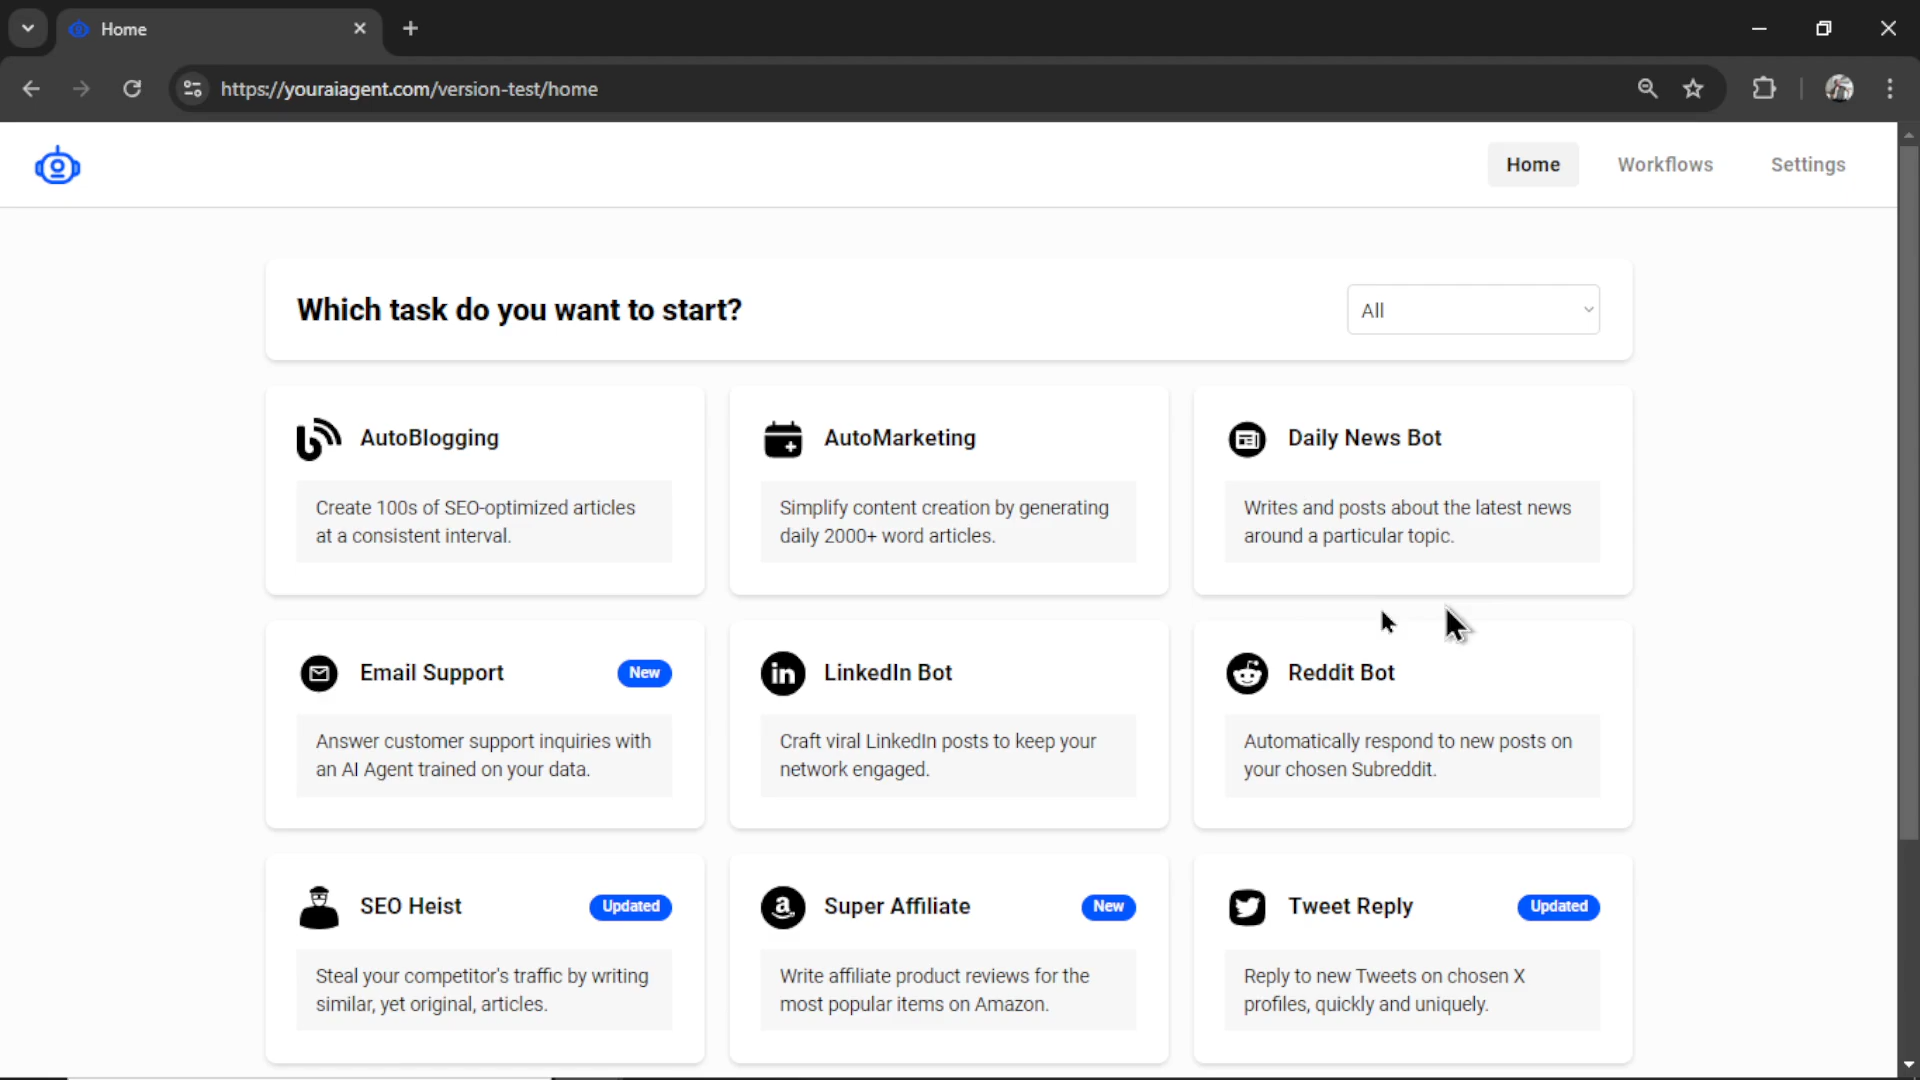 Home
https://youraiagent.com/version-test/home
Home Workflows Settings
Which task do you want to start?
All
AutoBlogging
Create 100s of SEO-optimized articles
at a consistent interval.
AutoMarketing
Simplify content creation by generating
daily 2000+ word articles.
Daily News Bot
Writes and posts about the latest news
around a particular topic.
Email Support
New
Answer customer support inquiries with
an AI Agent trained on your data.
LinkedIn Bot
Craft viral LinkedIn posts to keep your
network engaged.
Reddit Bot
Automatically respond to new posts on
your chosen Subreddit.
SEO Heist
Updated
Steal your competitor's traffic by writing
similar, yet original, articles.
Super Affiliate
New
Write affiliate product reviews for the
most popular items on Amazon.
Tweet Reply
Updated
Reply to new Tweets on chosen X
profiles, quickly and uniquely.